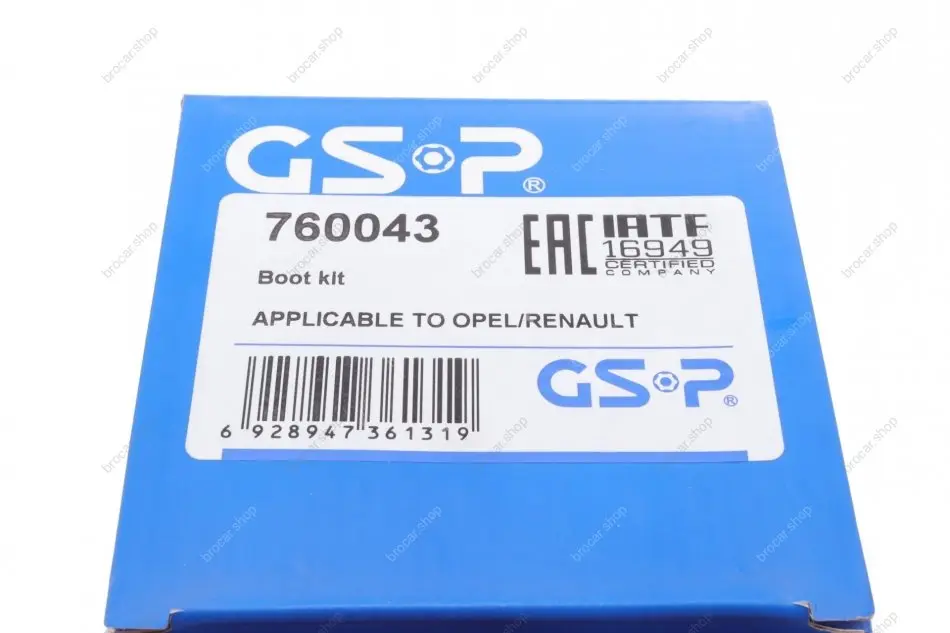 GSP®
760043
EAC
IATF
16949
CERTIFIED
COMPANY
Boot kit
APPLICABLE TO OPEL/RENAULT
GSP®
6 928947 361319
brocar.shop